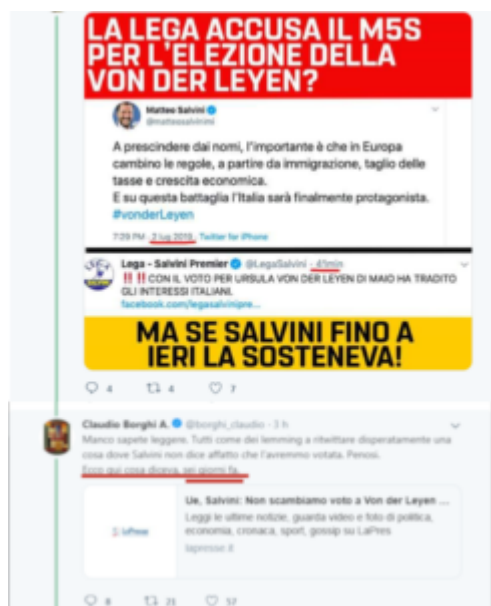 LA LEGA ACCUSA IL M5S
PER L'ELEZIONE DELLA
VON DER LEYEN?
Matteo Salvini
@matteosalvinimi
A prescindere dai nomi, l'importante è che in Europa
cambino le regole, a partire da immigrazione, taglio delle
tasse e crescita economica.
E su questa battaglia l'Italia sarà finalmente protagonista.
#vonderLeyen
7:29 PM · 2 lug 2019 · Twitter for iPhone
Lega - Salvini Premier @LegaSalvini · 41min
‼️ ‼️ CON IL VOTO PER URSULA VON DER LEYEN DI MAIO HA TRADITO
GLI INTERESSI ITALIANI.
facebook.com/legasalvinipre...
MA SE SALVINI FINO A
IERI LA SOSTENEVA!
4 4 7
Claudio Borghi A. @borghi_claudio · 3 h
Manco sapete leggere. Tutti come dei lemming a ritwittare disperatamente una
cosa dove Salvini non dice affatto che l'avremmo votata. Penosi.
Ecco qui cosa diceva, sei giorni fa.
Ue, Salvini: Non scambiamo voto a Von der Leyen ...
Leggi le ultime notizie, guarda video e foto di politica,
economia, cronaca, sport, gossip su LaPres
LaPresse
lapresse.it
8 21 57